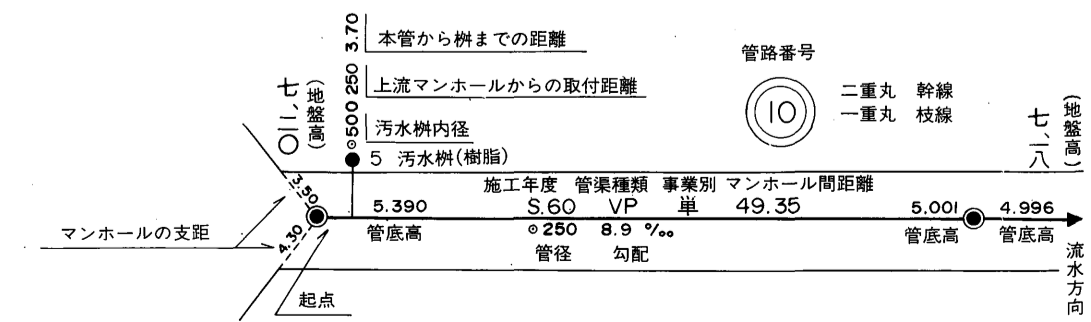 3.70
本管から桝までの距離
250
上流マンホールからの取付距離
⊙500
汚水桝内径
5 汚水桝(樹脂)
(地盤高)
3.50
4.30
マンホールの支距
起点
5.390
管底高
施工年度 管渠種類 事業別 マンホール間距離
S.60 VP 単 49.35
⊙250 8.9 ‰
管径 勾配
管路番号
10
二重丸 幹線
一重丸 枝線
(地盤高)
七、一八
5.001
管底高
4.996
管底高
流水方向